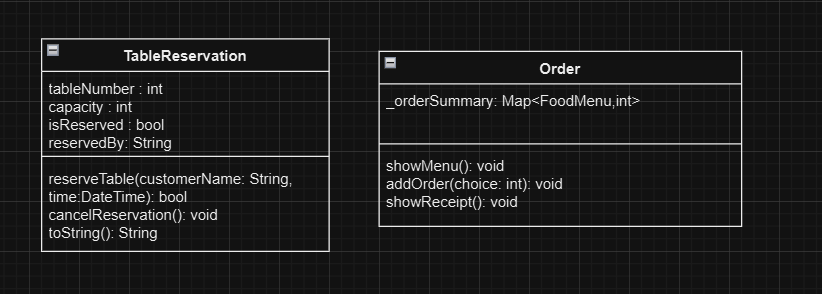 TableReservation
tableNumber : int
capacity : int
isReserved : bool
reservedBy: String
reserveTable(customerName: String,
time:DateTime): bool
cancelReservation(): void
toString(): String
Order
_orderSummary: Map<FoodMenu,int>
showMenu(): void
addOrder(choice: int): void
showReceipt(): void